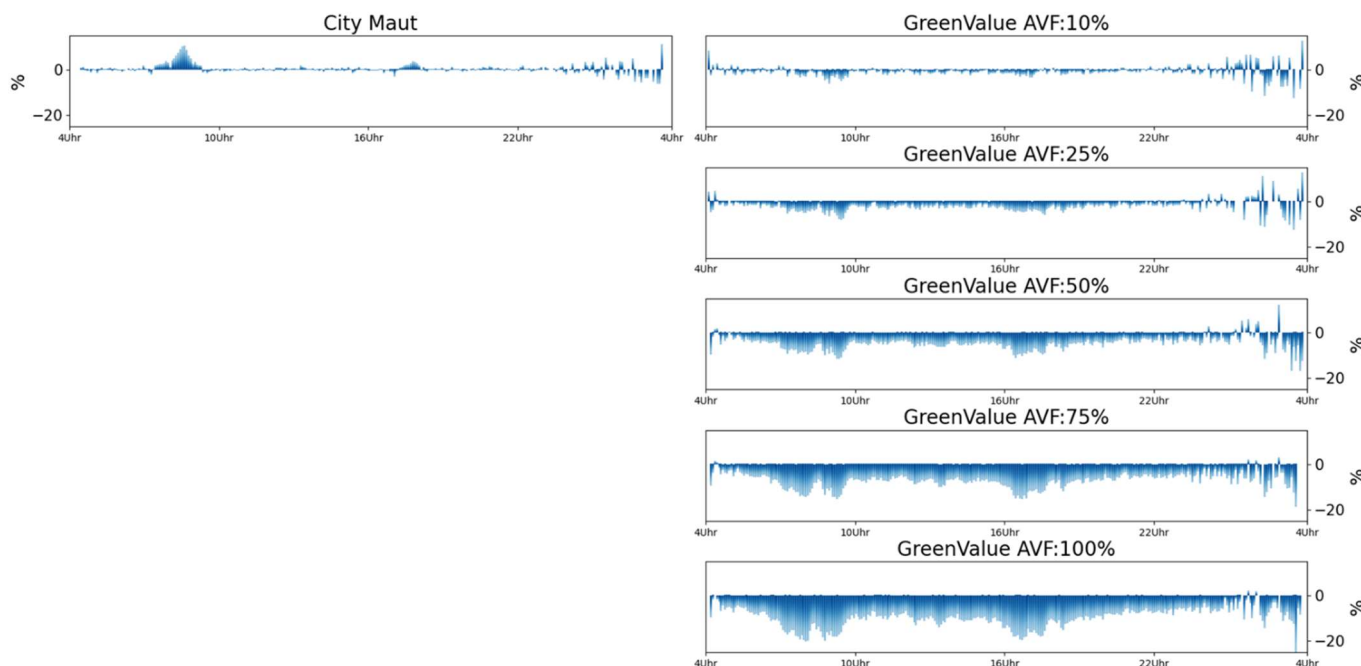 City Maut
%
0
−20
4Uhr 10Uhr 16Uhr 22Uhr 4Uhr
GreenValue AVF:10%
0
−20
%
4Uhr 10Uhr 16Uhr 22Uhr 4Uhr
GreenValue AVF:25%
0
−20
%
4Uhr 10Uhr 16Uhr 22Uhr 4Uhr
GreenValue AVF:50%
0
−20
%
4Uhr 10Uhr 16Uhr 22Uhr 4Uhr
GreenValue AVF:75%
0
−20
%
4Uhr 10Uhr 16Uhr 22Uhr 4Uhr
GreenValue AVF:100%
0
−20
%
4Uhr 10Uhr 16Uhr 22Uhr 4Uhr